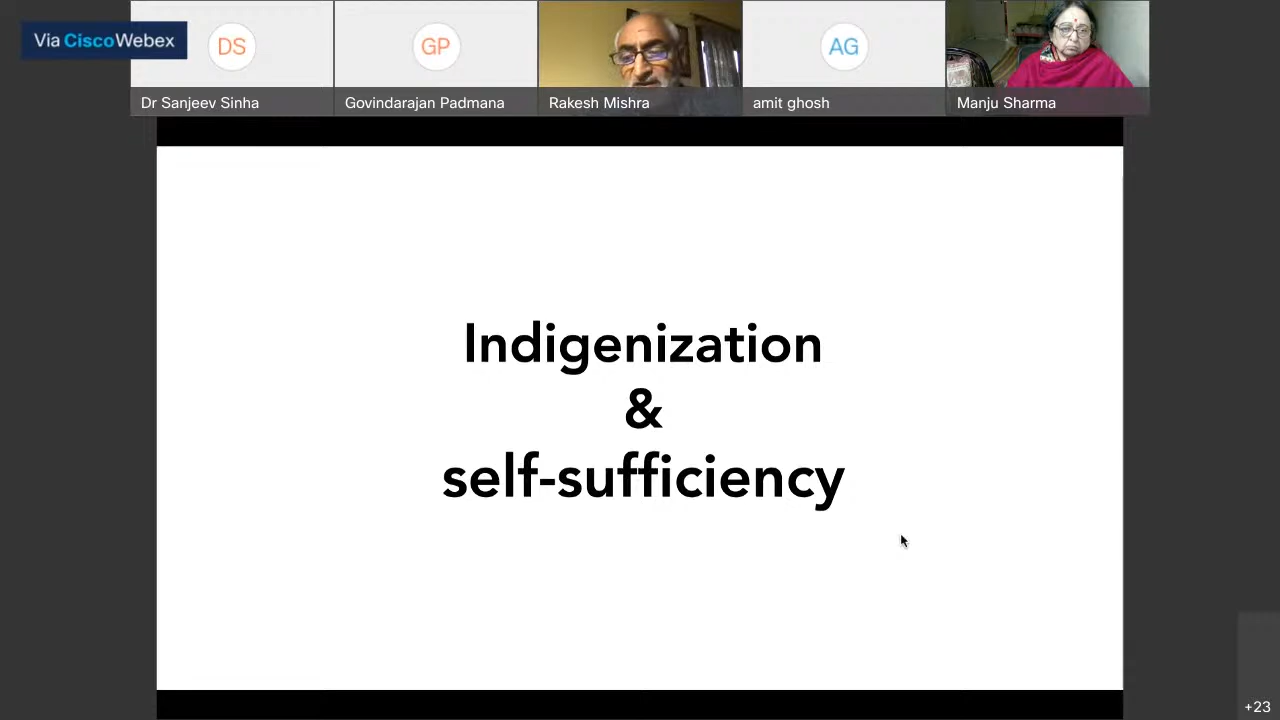 Via CiscoWebex
DS
GP
AG
Dr Sanjeev Sinha
Govindarajan Padmana
Rakesh Mishra
amit ghosh
Manju Sharma
Indigenization
&
self-sufficiency
+23